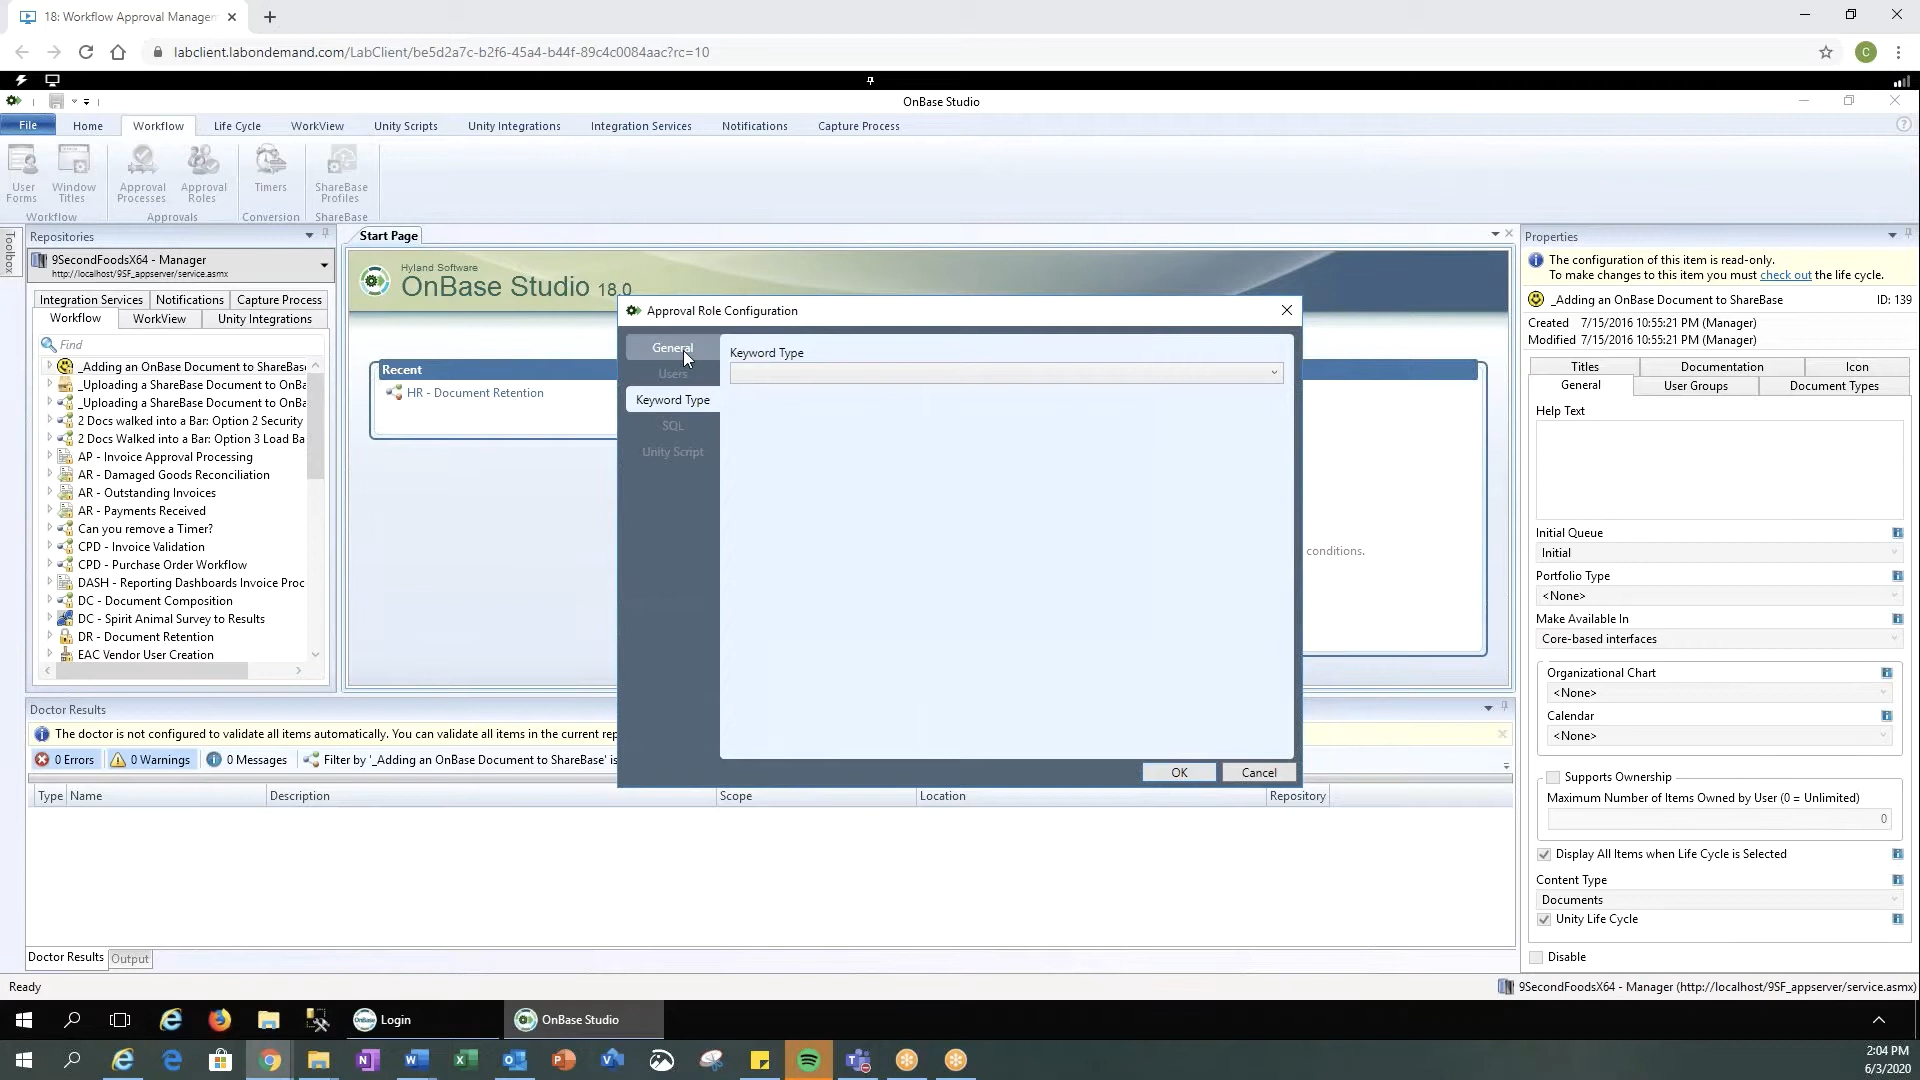 18: Workflow Approval Managem
labclient.labondemand.com/LabClient/be5d2a7c-b2f6-45a4-b44f-89c4c0084aac?rc=10
C
OnBase Studio
File Home Workflow Life Cycle WorkView Unity Scripts Unity Integrations Integration Services Notifications Capture Process
User Forms
Window Titles
Approval Processes
Approval Roles
Timers
ShareBase Profiles
Workflow Approvals Conversion ShareBase
Toolbox
Repositories
9SecondFoodsX64 - Manager
http://localhost/9SF_appserver/service.asmx
Integration Services Notifications Capture Process
Workflow WorkView Unity Integrations
Find
_Adding an OnBase Document to ShareBas
_Uploading a ShareBase Document to OnBa
_Uploading a ShareBase Document to OnBa
2 Docs walked into a Bar: Option 2 Security
2 Docs Walked into a Bar: Option 3 Load Ba
AP - Invoice Approval Processing
AR - Damaged Goods Reconciliation
AR - Outstanding Invoices
AR - Payments Received
Can you remove a Timer?
CPD - Invoice Validation
CPD - Purchase Order Workflow
DASH - Reporting Dashboards Invoice Proc
DC - Document Composition
DC - Spirit Animal Survey to Results
DR - Document Retention
EAC Vendor User Creation
Start Page
Hyland Software
OnBase Studio 18.0
Recent
HR - Document Retention
conditions.
Approval Role Configuration
General
Users
Keyword Type
SQL
Unity Script
Keyword Type
OK Cancel
Properties
The configuration of this item is read-only.
To make changes to this item you must check out the life cycle.
_Adding an OnBase Document to ShareBase ID: 139
Created 7/15/2016 10:55:21 PM (Manager)
Modified 7/15/2016 10:55:21 PM (Manager)
Titles Documentation Icon
General User Groups Document Types
Help Text
Initial Queue
Initial
Portfolio Type
<None>
Make Available In
Core-based interfaces
Organizational Chart
<None>
Calendar
<None>
Supports Ownership
Maximum Number of Items Owned by User (0 = Unlimited)
0
Display All Items when Life Cycle is Selected
Content Type
Documents
Unity Life Cycle
Disable
Doctor Results
The doctor is not configured to validate all items automatically. You can validate all items in the current rep
0 Errors 0 Warnings 0 Messages Filter by '_Adding an OnBase Document to ShareBase' is
Type Name Description Scope Location Repository
Doctor Results Output
Ready
9SecondFoodsX64 - Manager (http://localhost/9SF_appserver/service.asmx)
Login
OnBase Studio
2:04 PM
6/3/2020